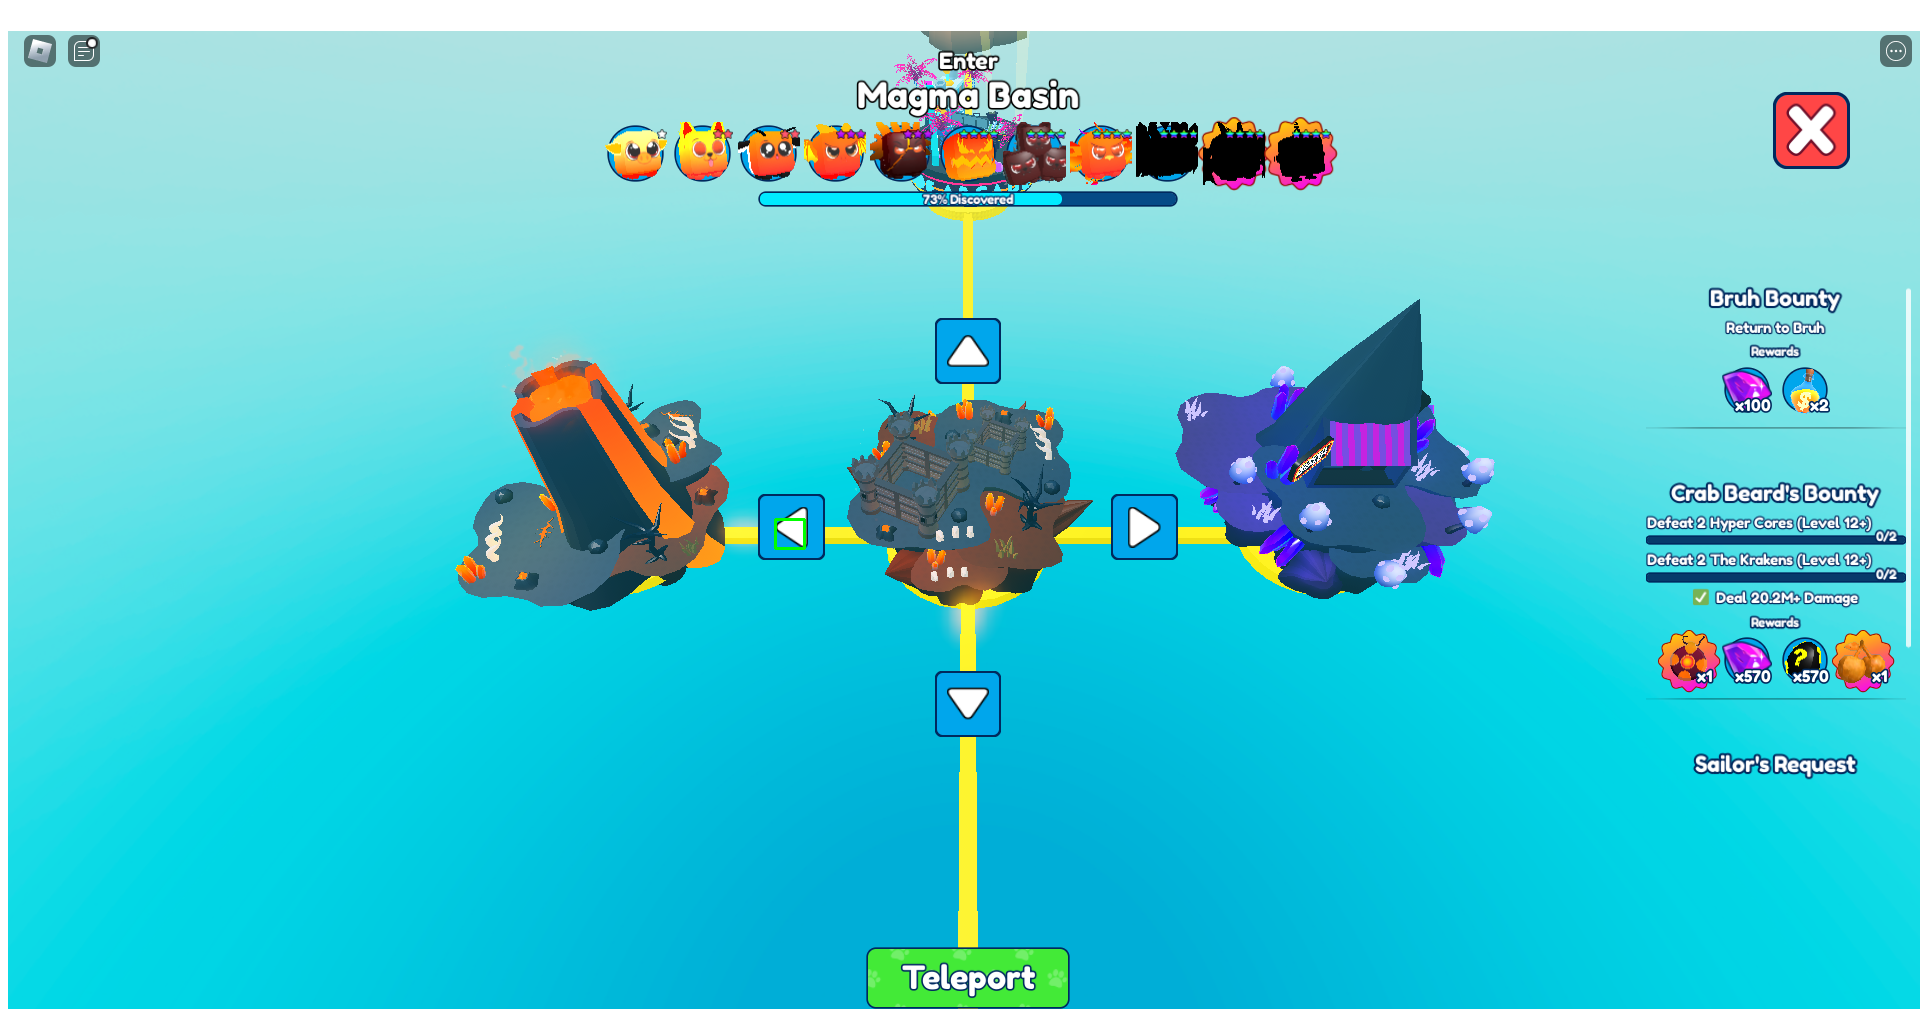 Enter
Magma Basin
73% Discovered
Bruh Bounty
Return to Bruh
Rewards
x100
x2
Crab Beard's Bounty
Defeat 2 Hyper Cores (Level 12+)
0/2
Defeat 2 The Krakens (Level 12+)
0/2
Deal 20.2M+ Damage
Rewards
x1
x570
?
x570
x1
Sailor's Request
Teleport